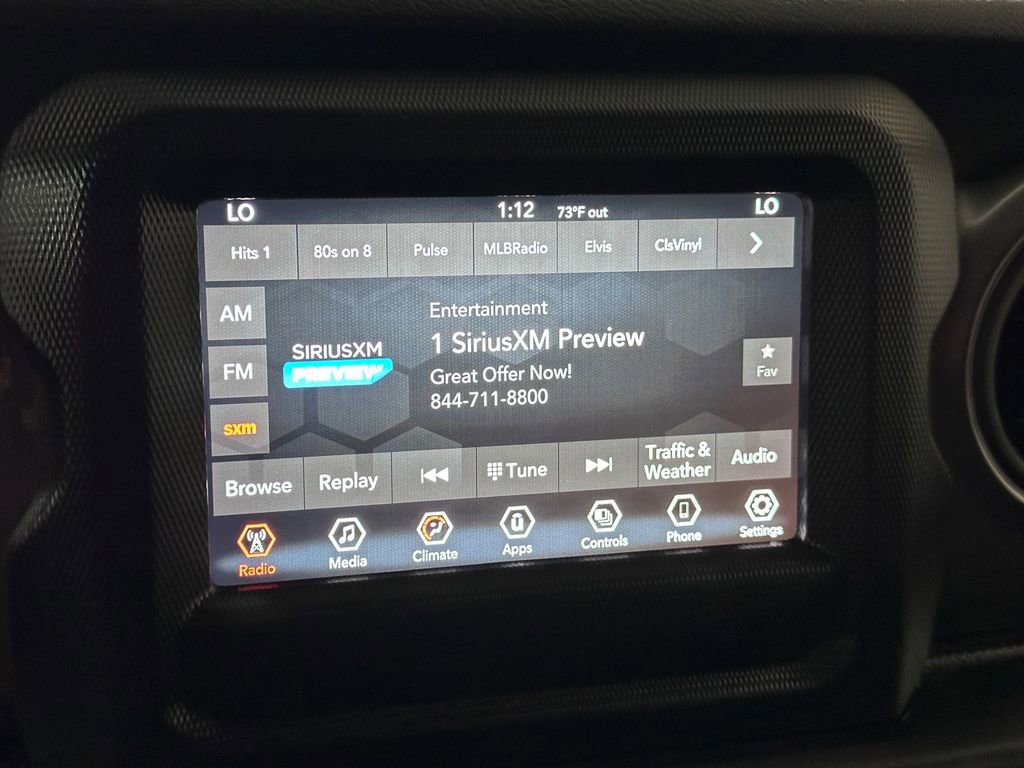 LO 1:12 73°F out LO
Hits 1 80s on 8 Pulse MLBRadio Elvis ClsVinyl
AM
Entertainment
1 SiriusXM Preview
SIRIUSXM
PREVIEW
Great Offer Now!
844-711-8800
FM
Fav
sxm
Browse Replay Tune Traffic & Weather Audio
Radio Media Climate Apps Controls Phone Settings